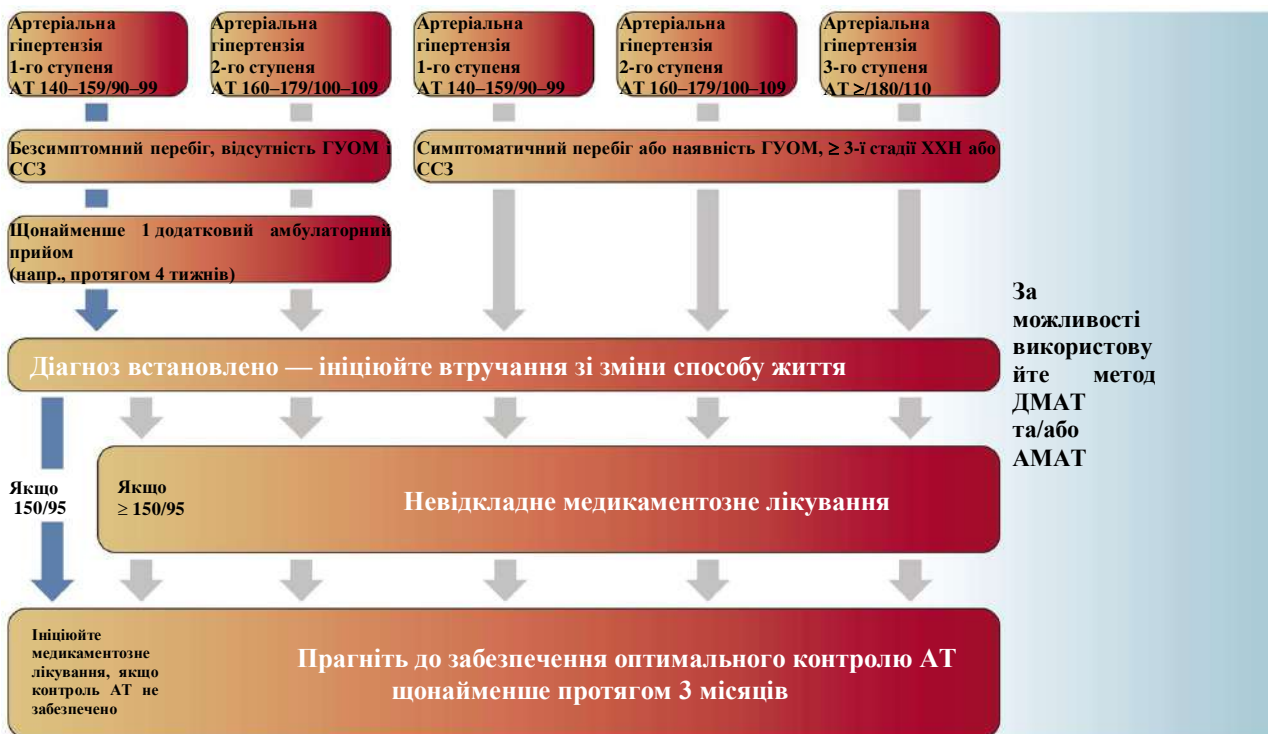 Артеріальна
гіпертензія
1-го ступеня
АТ 140–159/90–99
Артеріальна
гіпертензія
2-го ступеня
АТ 160–179/100–109
Артеріальна
гіпертензія
1-го ступеня
АТ 140–159/90–99
Артеріальна
гіпертензія
2-го ступеня
АТ 160–179/100–109
Артеріальна
гіпертензія
3-го ступеня
АТ ≥/180/110
Безсимптомний перебіг, відсутність ГУОМ і
ССЗ
Симптоматичний перебіг або наявність ГУОМ, ≥ 3-ї стадії ХХН або
ССЗ
Щонайменше 1 додатковий амбулаторний
прийом
(напр., протягом 4 тижнів)
За
можливості
використову
йте метод
ДМАТ
та/або
АМАТ
Діагноз встановлено — ініціюйте втручання зі зміни способу життя
Якщо
150/95
Якщо
≥ 150/95
Невідкладне медикаментозне лікування
Ініціюйте
медикаментозне
лікування, якщо
контроль АТ не
забезпечено
Прагніть до забезпечення оптимального контролю АТ
щонайменше протягом 3 місяців